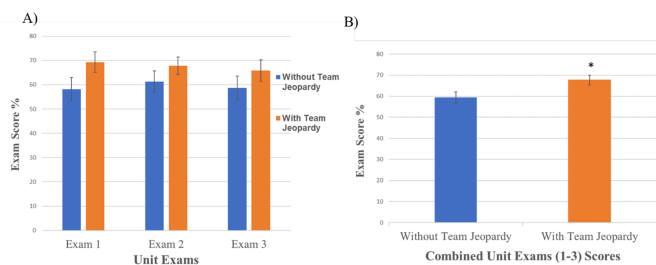 A)
80
70
60
50
40
30
20
10
0
Exam Score %
Exam 1
Exam 2
Exam 3
Unit Exams
Without Team
Jeopardy
With Team
Jeopardy
B)
80
70
60
50
40
30
20
10
0
Exam Score %
*
Without Team Jeopardy
With Team Jeopardy
Combined Unit Exams (1-3) Scores